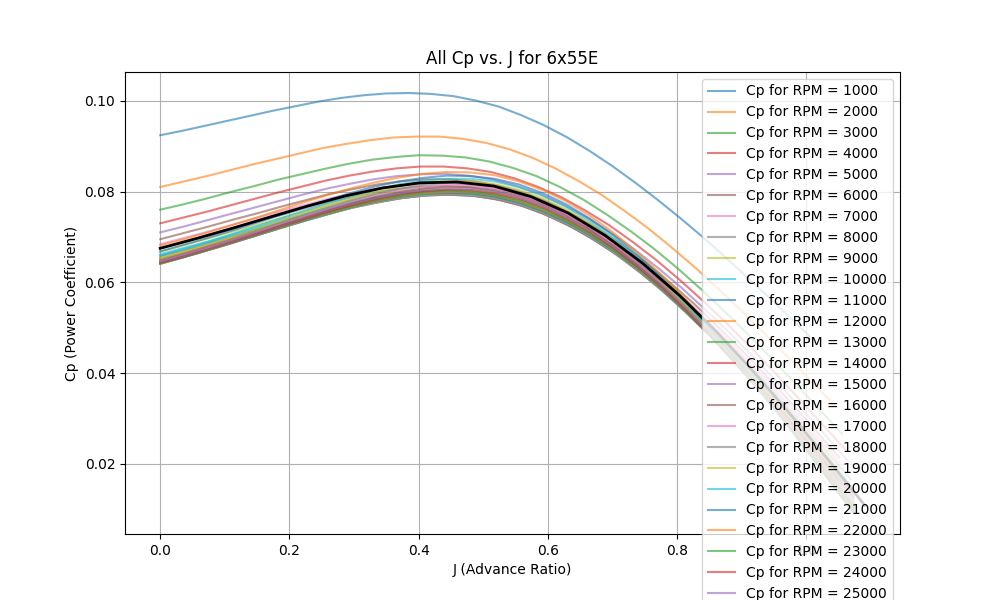 All Cp vs. J for 6x55E
Cp (Power Coefficient)
0.10
0.08
0.06
0.04
0.02
0.0
0.2
0.4
0.6
0.8
J (Advance Ratio)
Cp for RPM = 1000
Cp for RPM = 2000
Cp for RPM = 3000
Cp for RPM = 4000
Cp for RPM = 5000
Cp for RPM = 6000
Cp for RPM = 7000
Cp for RPM = 8000
Cp for RPM = 9000
Cp for RPM = 10000
Cp for RPM = 11000
Cp for RPM = 12000
Cp for RPM = 13000
Cp for RPM = 14000
Cp for RPM = 15000
Cp for RPM = 16000
Cp for RPM = 17000
Cp for RPM = 18000
Cp for RPM = 19000
Cp for RPM = 20000
Cp for RPM = 21000
Cp for RPM = 22000
Cp for RPM = 23000
Cp for RPM = 24000
Cp for RPM = 25000